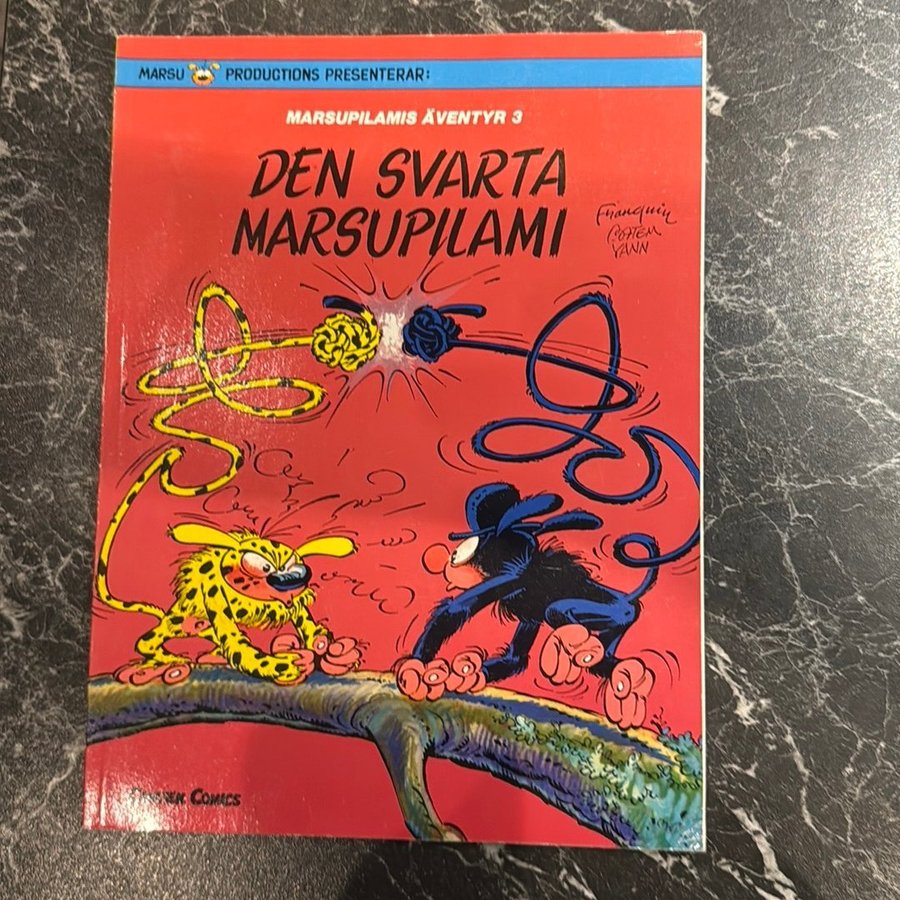 MARSU PRODUCTIONS PRESENTERAR:
MARSUPILAMIS ÄVENTYR 3
DEN SVARTA
MARSUPILAMI
Franquin
BATEM
YANN
COMICS